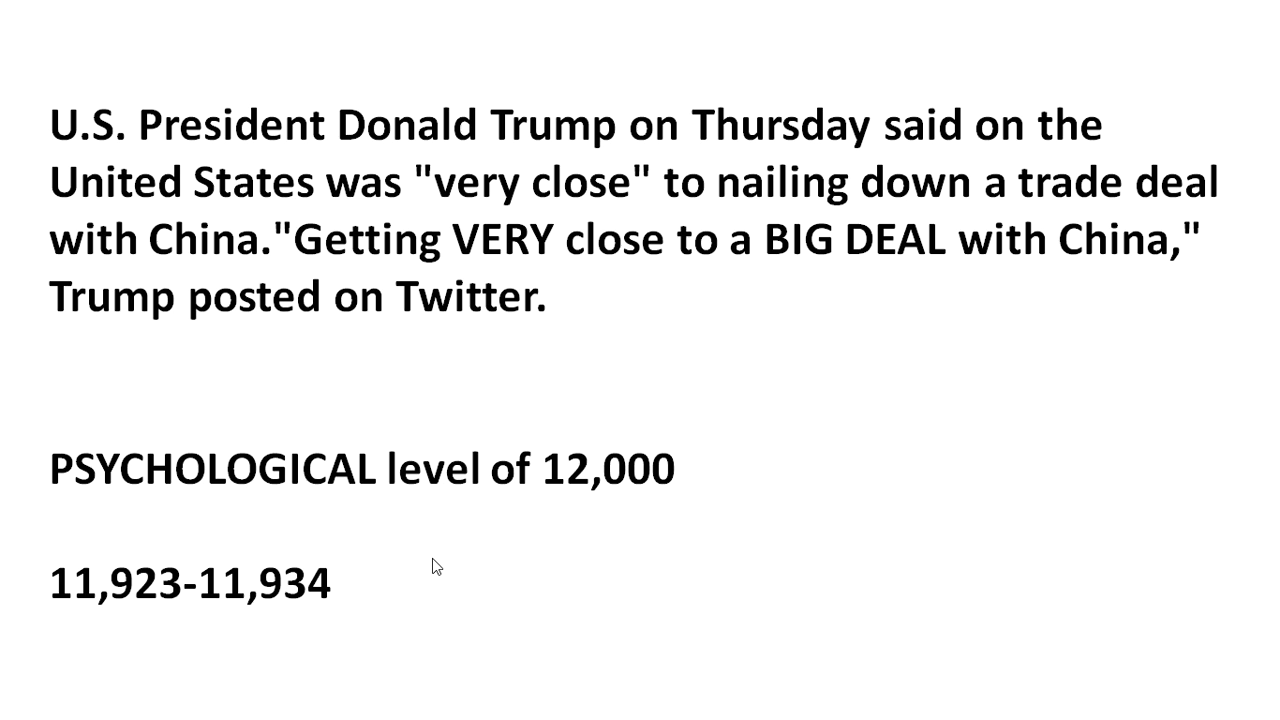 U.S. President Donald Trump on Thursday said on the
United States was "very close" to nailing down a trade deal
with China."Getting VERY close to a BIG DEAL with China,"
Trump posted on Twitter.
PSYCHOLOGICAL level of 12,000
11,923-11,934